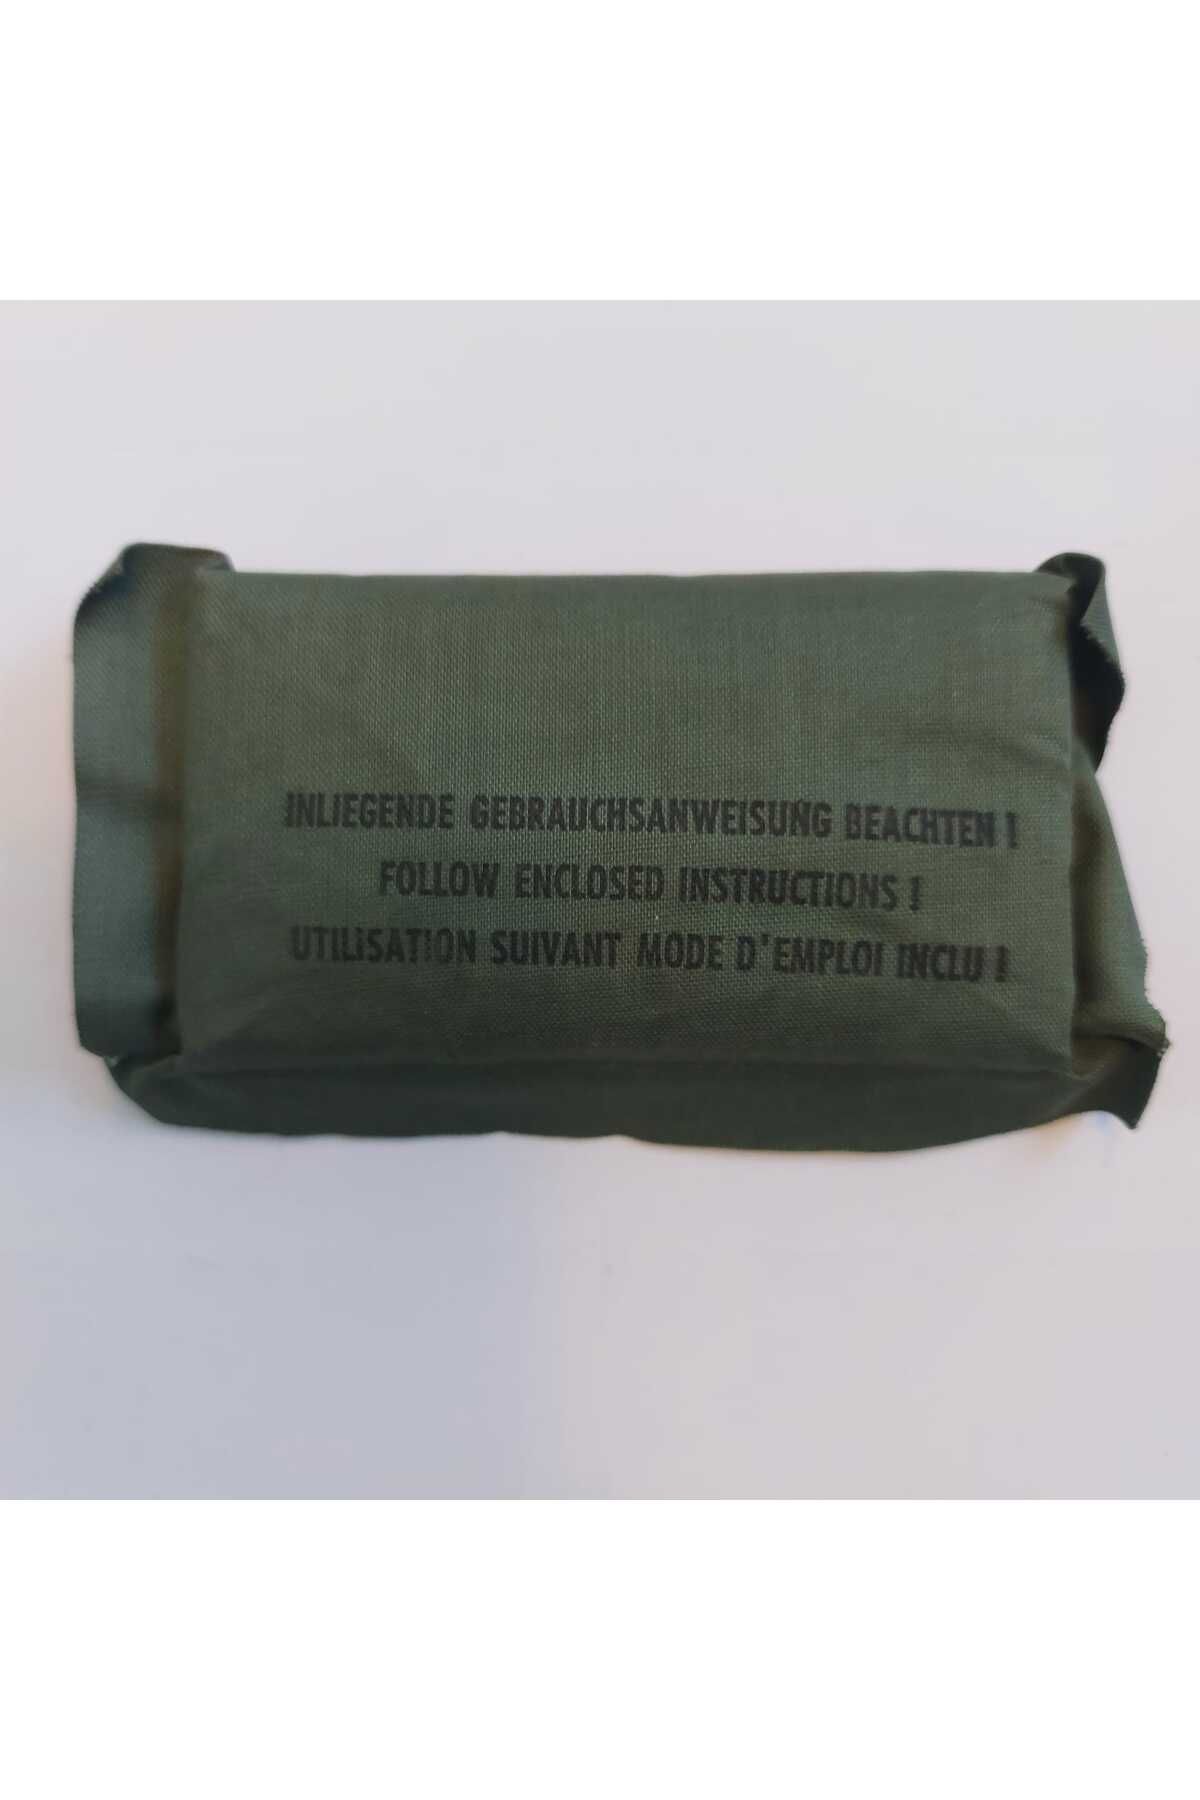 INLIEGENDE GEBRAUCHSANWEISUNG BEACHTEN !
FOLLOW ENCLOSED INSTRUCTIONS !
UTILISATION SUIVANT MODE D'EMPLOI INCLU !